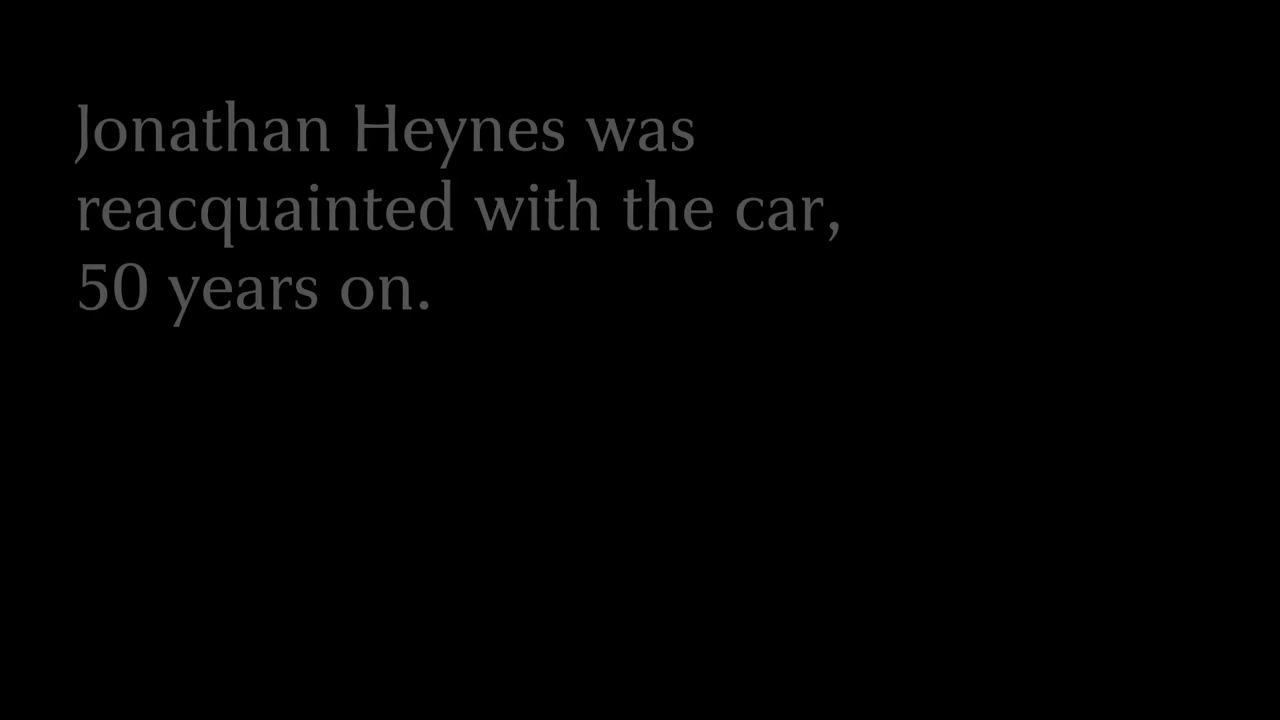 Jonathan Heynes was
reacquainted with the car,
50 years on.